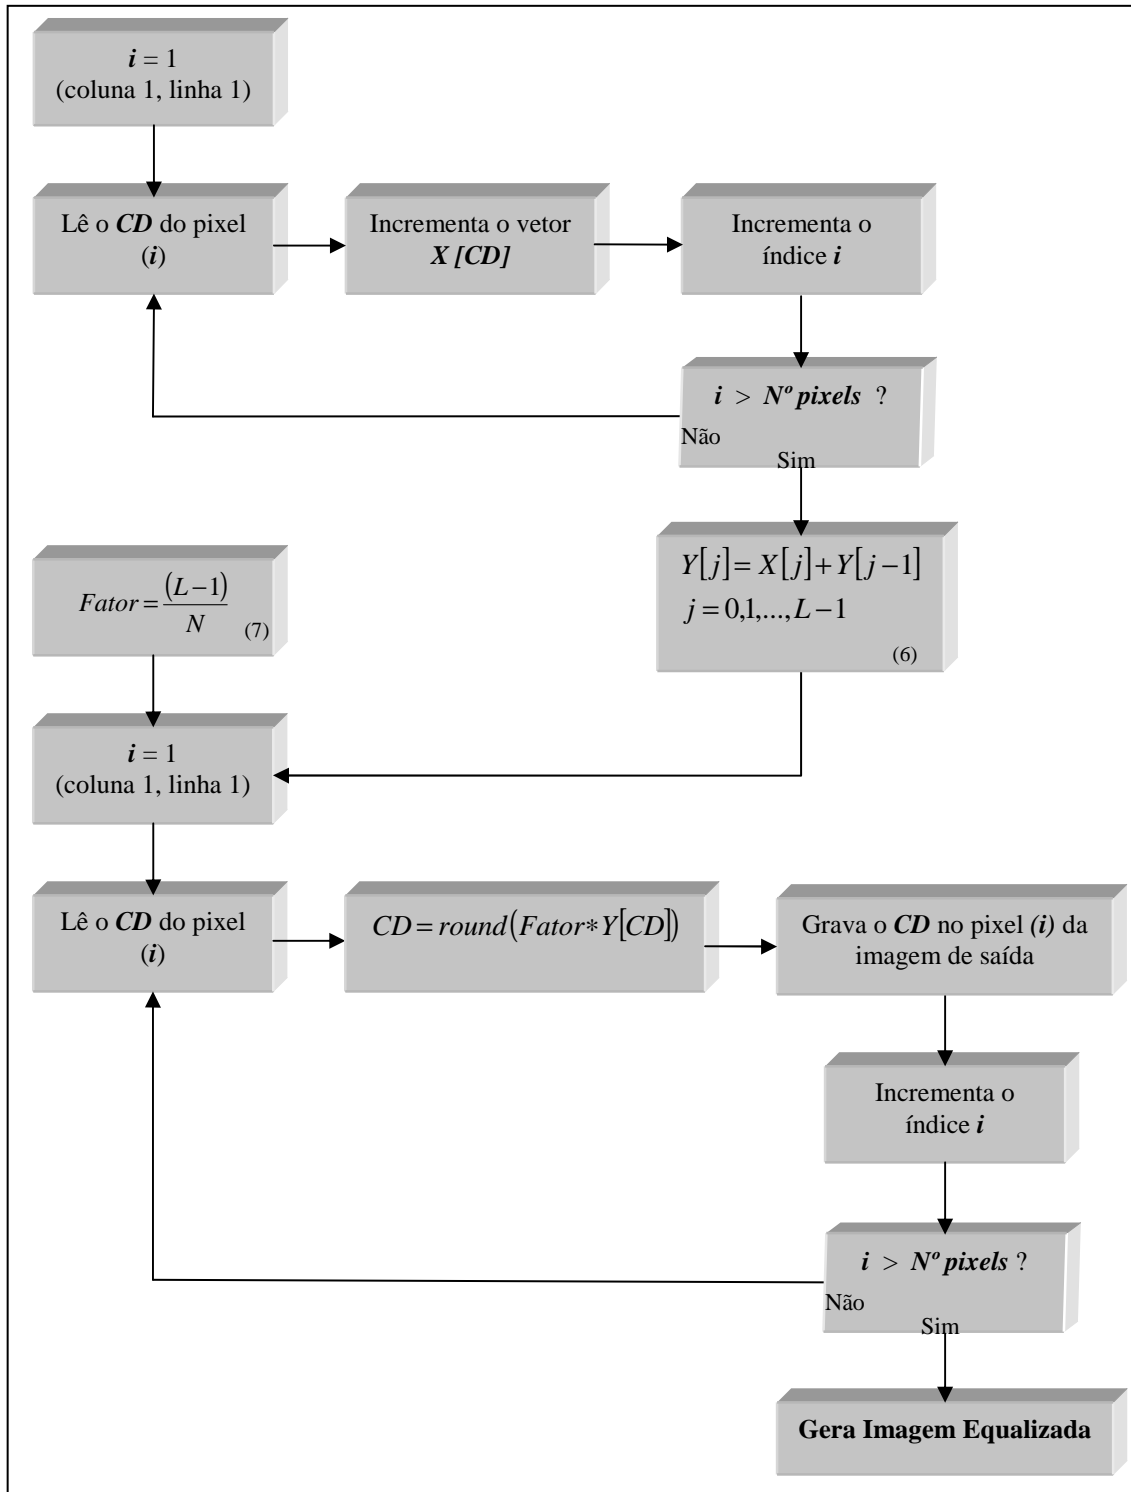 i = 1
(coluna 1, linha 1)
Lê o CD do pixel
(i)
Incrementa o vetor
X [CD]
Incrementa o
índice i
i > Nº pixels ?
Não
Sim
Y[j]= X[j]+Y[j−1]
j = 0,1,..., L−1
(6)
Fator = (L−1)
N
(7)
i = 1
(coluna 1, linha 1)
Lê o CD do pixel
(i)
CD = round(Fator*Y[CD])
Grava o CD no pixel (i) da
imagem de saída
Incrementa o
índice i
i > Nº pixels ?
Não
Sim
Gera Imagem Equalizada